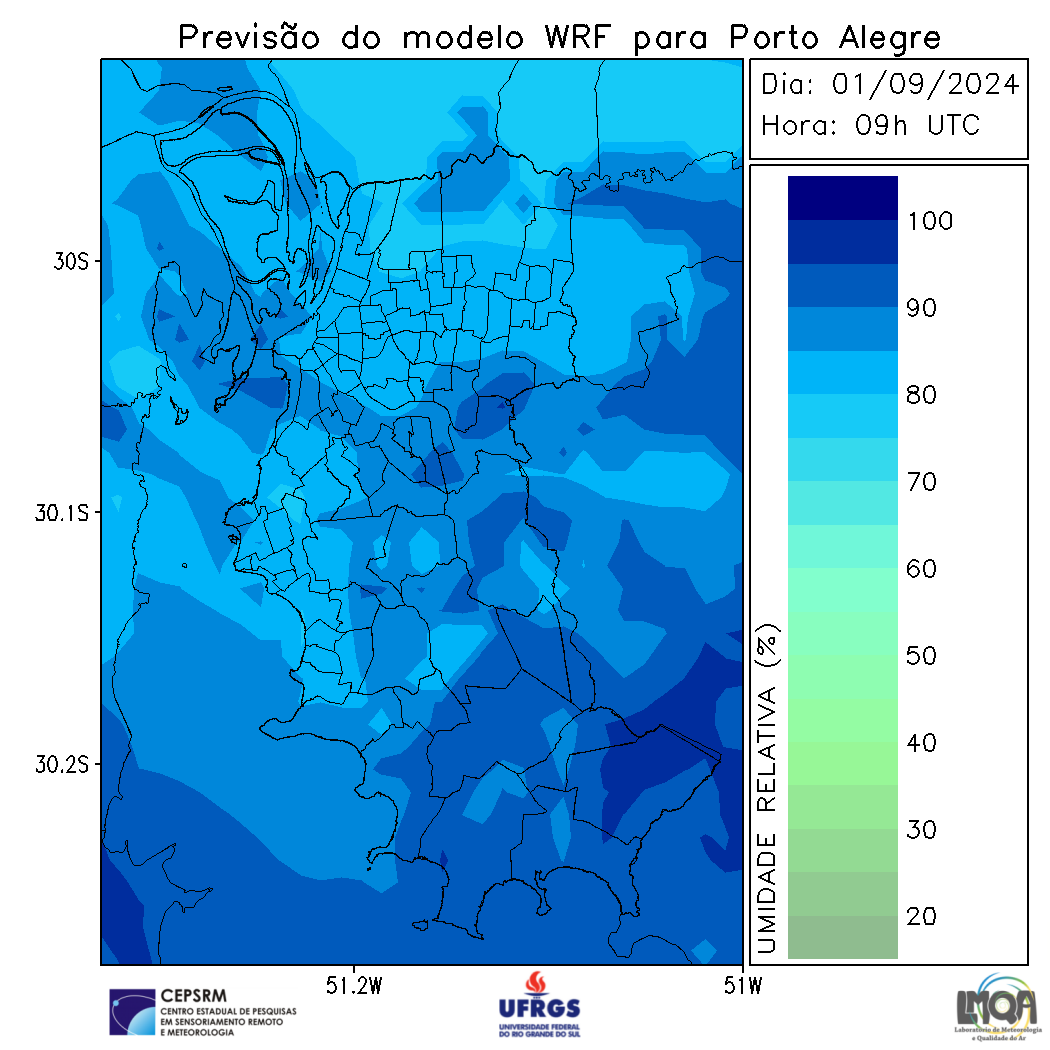 Previsão do modelo WRF para Porto Alegre
Dia: 01/09/2024
Hora: 09h UTC
30S
30.1S
30.2S
51.2W
51W
UMIDADE RELATIVA (%)
100
90
80
70
60
50
40
30
20
CEPSRM
CENTRO ESTADUAL DE PESQUISAS
EM SENSORIAMENTO REMOTO
E METEOROLOGIA
UFRGS
UNIVERSIDADE FEDERAL
DO RIO GRANDE DO SUL
LMQA
Laboratório de Meteorologia
e Qualidade do Ar